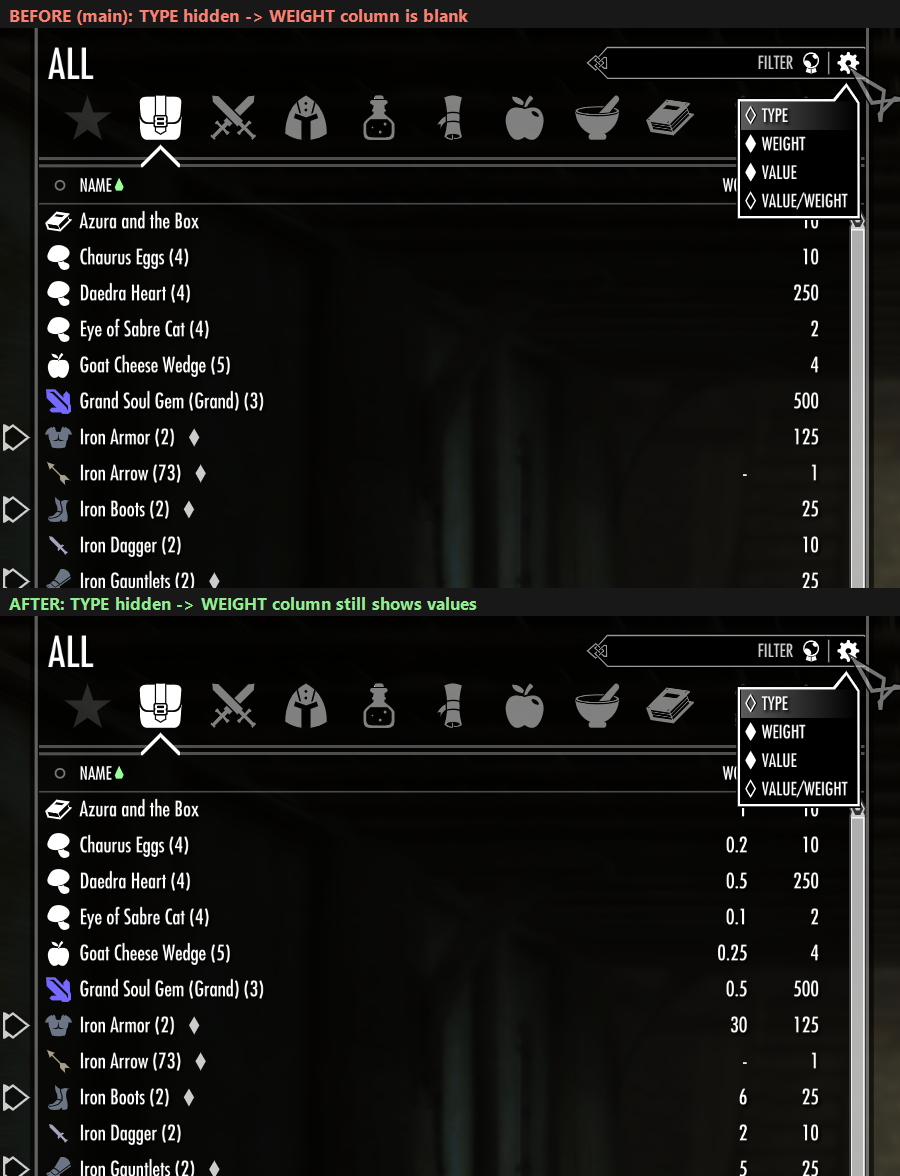 BEFORE (main): TYPE hidden -> WEIGHT column is blank
ALL
FILTER
TYPE
WEIGHT
VALUE
VALUE/WEIGHT
NAME
Azura and the Box 10
Chaurus Eggs (4) 10
Daedra Heart (4) 250
Eye of Sabre Cat (4) 2
Goat Cheese Wedge (5) 4
Grand Soul Gem (Grand) (3) 500
Iron Armor (2) 125
Iron Arrow (73) - 1
Iron Boots (2) 25
Iron Dagger (2) 10
Iron Gauntlets (2) 25
AFTER: TYPE hidden -> WEIGHT column still shows values
ALL
FILTER
TYPE
WEIGHT
VALUE
VALUE/WEIGHT
NAME
Azura and the Box 1 10
Chaurus Eggs (4) 0.2 10
Daedra Heart (4) 0.5 250
Eye of Sabre Cat (4) 0.1 2
Goat Cheese Wedge (5) 0.25 4
Grand Soul Gem (Grand) (3) 0.5 500
Iron Armor (2) 30 125
Iron Arrow (73) - 1
Iron Boots (2) 6 25
Iron Dagger (2) 2 10
Iron Gauntlets (2) 5 25